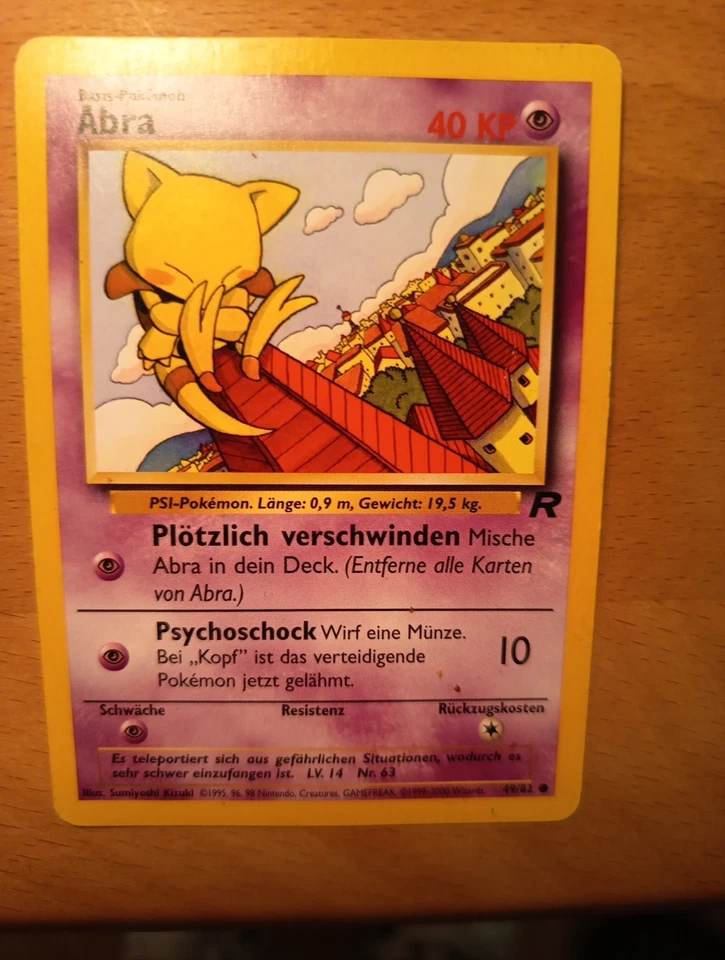 Basis-Pokémon
Abra
40 KP
PSI-Pokémon. Länge: 0,9 m, Gewicht: 19,5 kg.
R
Plötzlich verschwinden Mische
Abra in dein Deck. (Entferne alle Karten
von Abra.)
Psychoschock Wirf eine Münze.
Bei „Kopf” ist das verteidigende
Pokémon jetzt gelähmt.
10
Schwäche Resistenz Rückzugskosten
Es teleportiert sich aus gefährlichen Situationen, wodurch es
sehr schwer einzufangen ist. LV. 14 Nr. 63
Illus. Sumiyoshi Kizuki ©1995, 96, 98 Nintendo, Creatures, GAMEFREAK. ©1999-2000 Wizards. 49/82